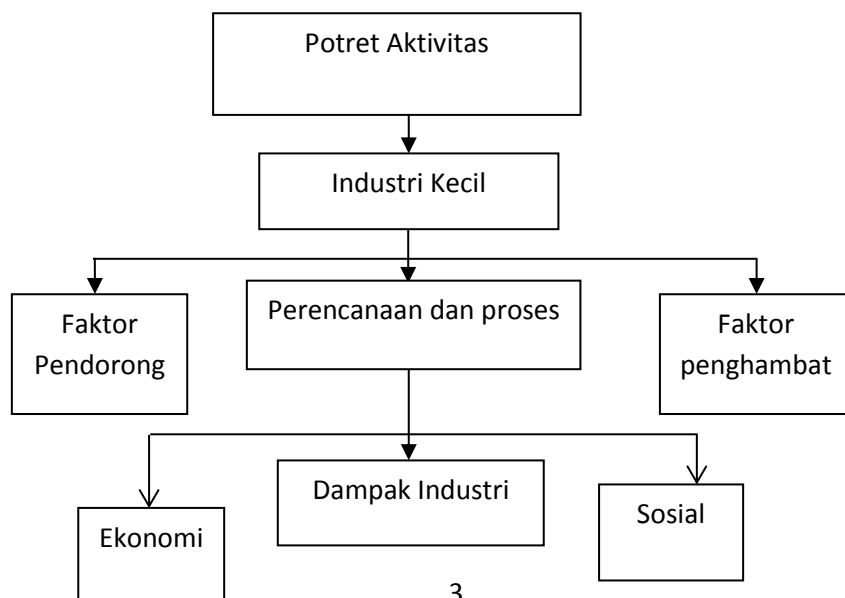 Potret Aktivitas
Industri Kecil
Faktor
Pendorong
Perencanaan dan proses
Faktor
penghambat
Ekonomi
Dampak Industri
Sosial
3